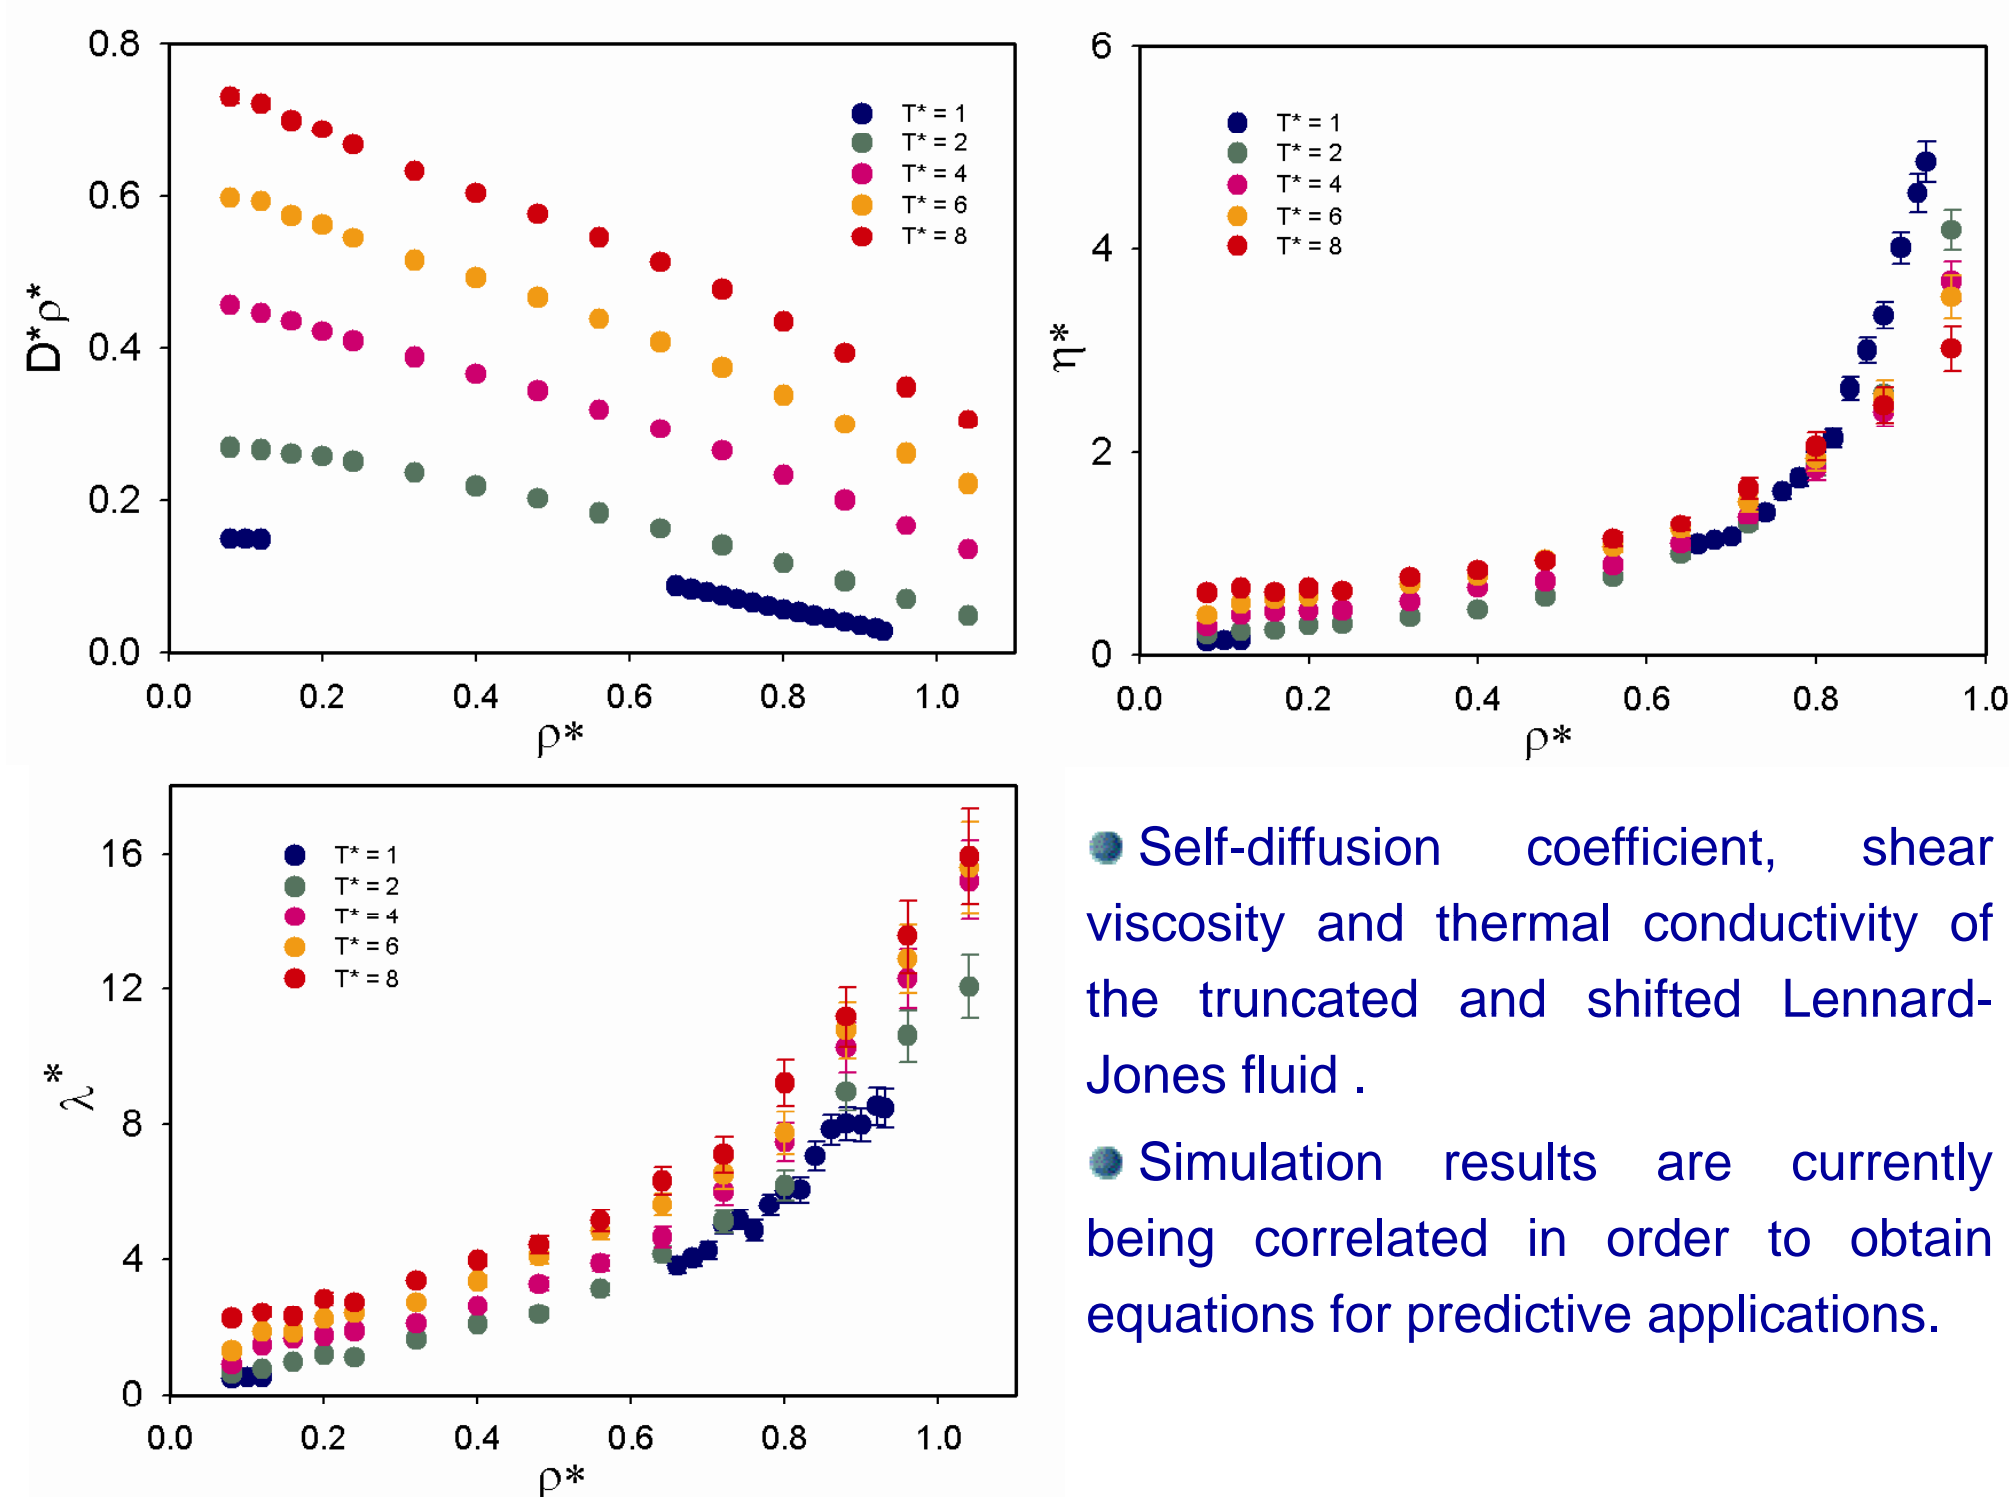 0.8
0.6
0.4
0.2
0.0
D*ρ*
T* = 1
T* = 2
T* = 4
T* = 6
T* = 8
0.0 0.2 0.4 0.6 0.8 1.0
ρ*
6
4
2
0
η*
T* = 1
T* = 2
T* = 4
T* = 6
T* = 8
0.0 0.2 0.4 0.6 0.8 1.0
ρ*
16
12
8
4
0
λ*
T* = 1
T* = 2
T* = 4
T* = 6
T* = 8
0.0 0.2 0.4 0.6 0.8 1.0
ρ*
Self-diffusion coefficient, shear
viscosity and thermal conductivity of
the truncated and shifted Lennard-
Jones fluid .
Simulation results are currently
being correlated in order to obtain
equations for predictive applications.